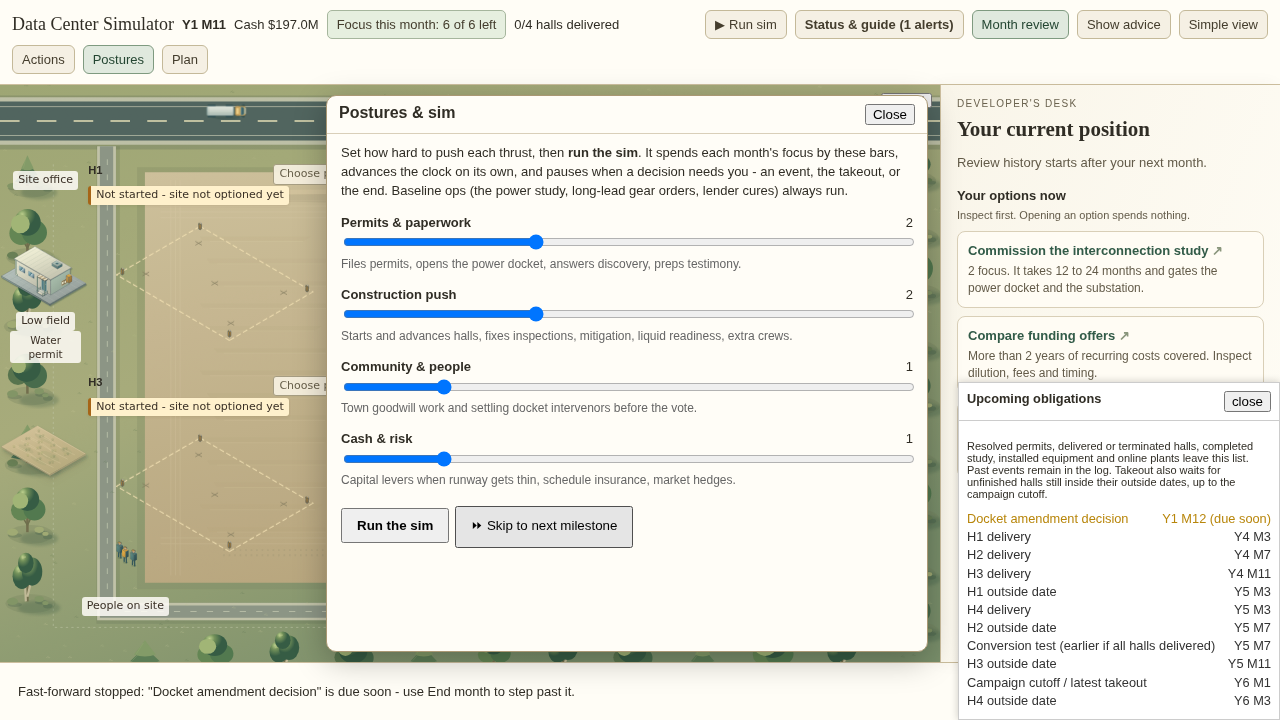 Data Center Simulator Y1 M11 Cash $197.0M Focus this month: 6 of 6 left 0/4 halls delivered ▶ Run sim Status & guide (1 alerts) Month review Show advice Simple view
Actions Postures Plan
Postures & sim Close
Set how hard to push each thrust, then run the sim. It spends each month's focus by these bars,
advances the clock on its own, and pauses when a decision needs you - an event, the takeout, or
the end. Baseline ops (the power study, long-lead gear orders, lender cures) always run.
Permits & paperwork 2
Files permits, opens the power docket, answers discovery, preps testimony.
Construction push 2
Starts and advances halls, fixes inspections, mitigation, liquid readiness, extra crews.
Community & people 1
Town goodwill work and settling docket intervenors before the vote.
Cash & risk 1
Capital levers when runway gets thin, schedule insurance, market hedges.
Run the sim ⏩ Skip to next milestone
H1
Site office
Choose
Not started - site not optioned yet
Low field
Water
permit
H3
Choose
Not started - site not optioned yet
People on site
DEVELOPER'S DESK
Your current position
Review history starts after your next month.
Your options now
Inspect first. Opening an option spends nothing.
Commission the interconnection study ↗
2 focus. It takes 12 to 24 months and gates the
power docket and the substation.
Compare funding offers ↗
More than 2 years of recurring costs covered. Inspect
dilution, fees and timing.
Upcoming obligations close
Resolved permits, delivered or terminated halls, completed
study, installed equipment and online plants leave this list.
Past events remain in the log. Takeout also waits for
unfinished halls still inside their outside dates, up to the
campaign cutoff.
Docket amendment decision Y1 M12 (due soon)
H1 delivery Y4 M3
H2 delivery Y4 M7
H3 delivery Y4 M11
H1 outside date Y5 M3
H4 delivery Y5 M3
H2 outside date Y5 M7
Conversion test (earlier if all halls delivered) Y5 M7
H3 outside date Y5 M11
Campaign cutoff / latest takeout Y6 M1
H4 outside date Y6 M3
Fast-forward stopped: "Docket amendment decision" is due soon - use End month to step past it.